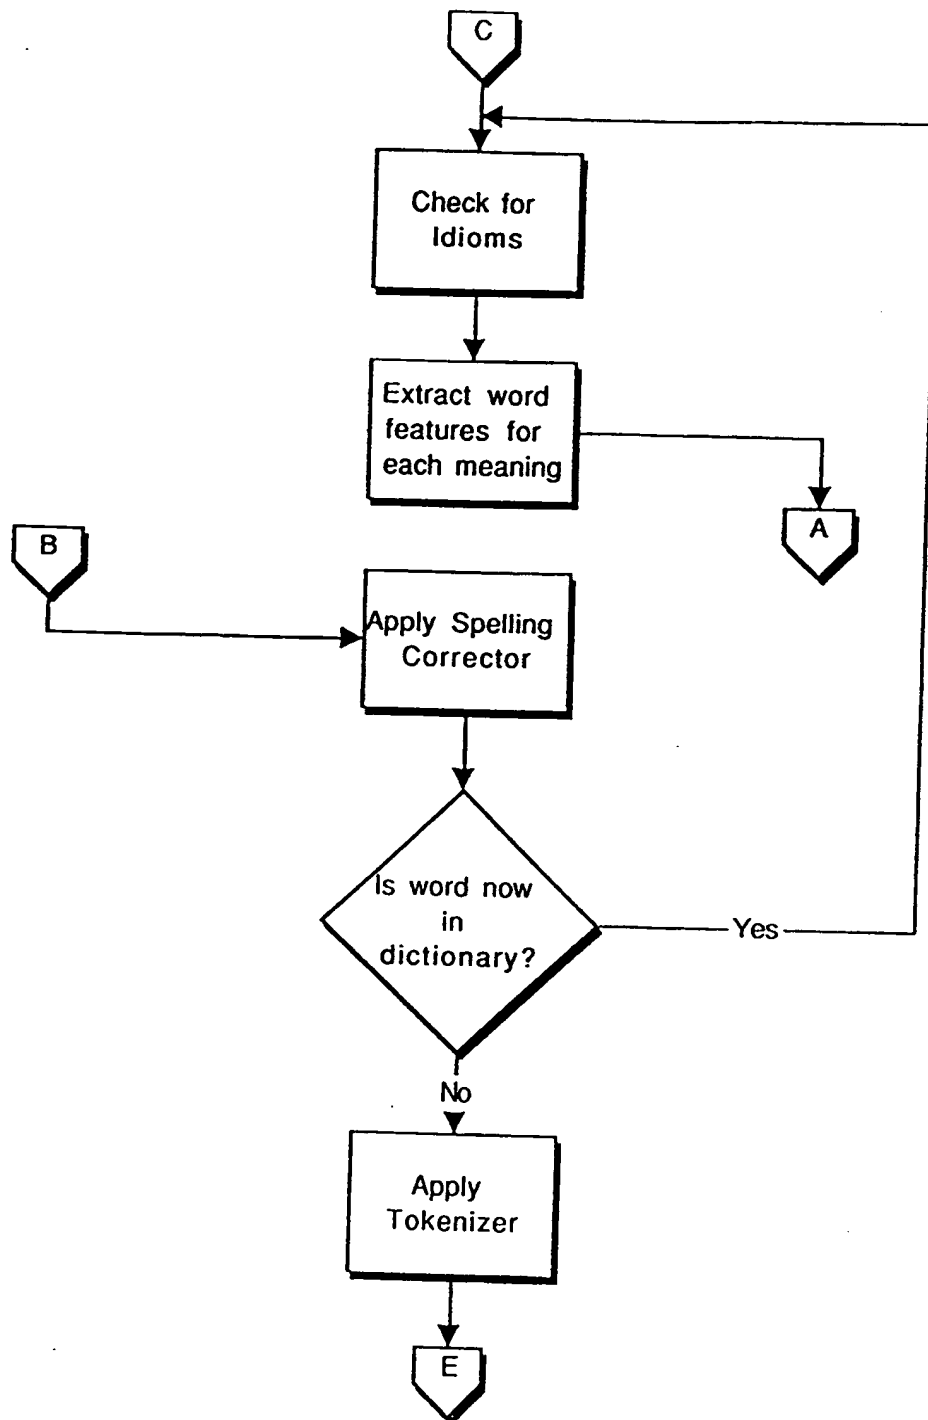 C
Check for
Idioms
Extract word
features for
each meaning
A
B
Apply Spelling
Corrector
Is word now
in
dictionary?
Yes
No
Apply
Tokenizer
E